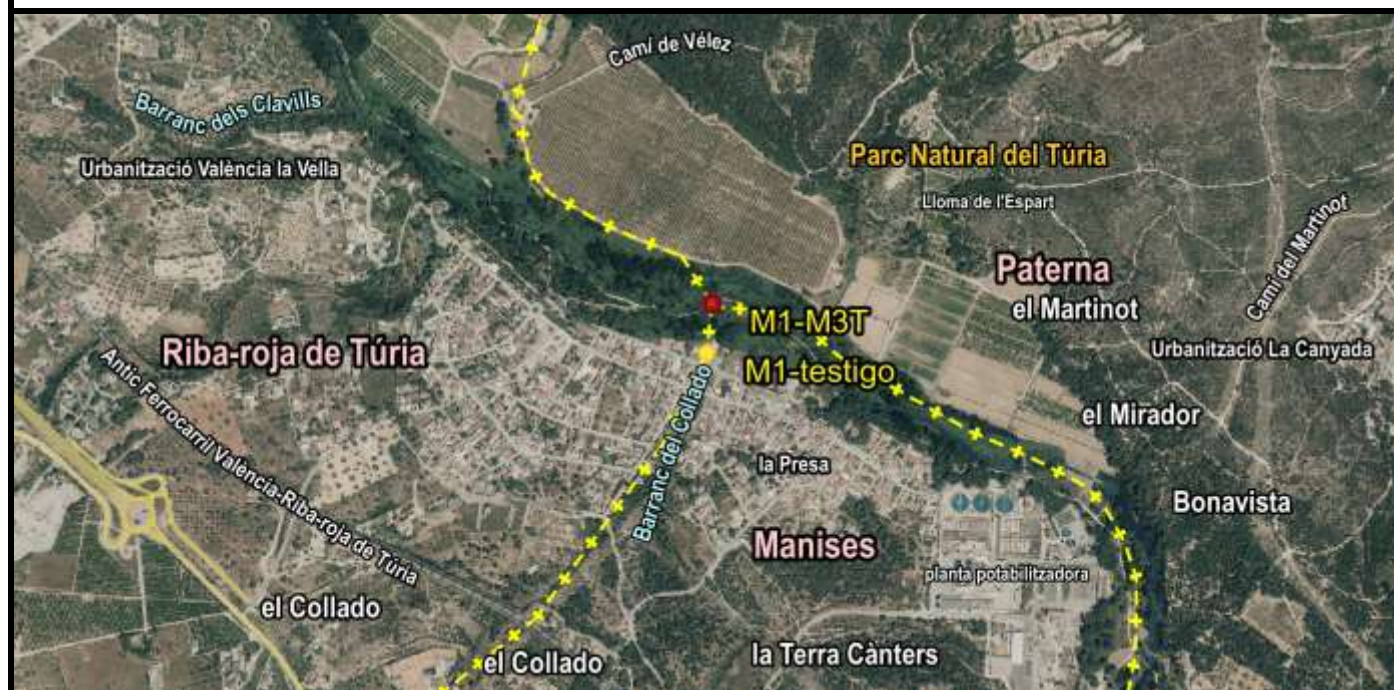 Camí de Vélez
Barranc dels Clavills
Urbanització València la Vella
Parc Natural del Túria
Lloma de l'Espart
Camí del Martinot
Paterna
el Martinot
M1-M3T
Urbanització La Canyada
Riba-roja de Túria
M1-testigo
Antic Ferrocarril València-Riba-roja de Túria
Barranc del Collado
el Mirador
la Presa
Bonavista
Manises
planta potabilitzadora
el Collado
el Collado
la Terra Cànters